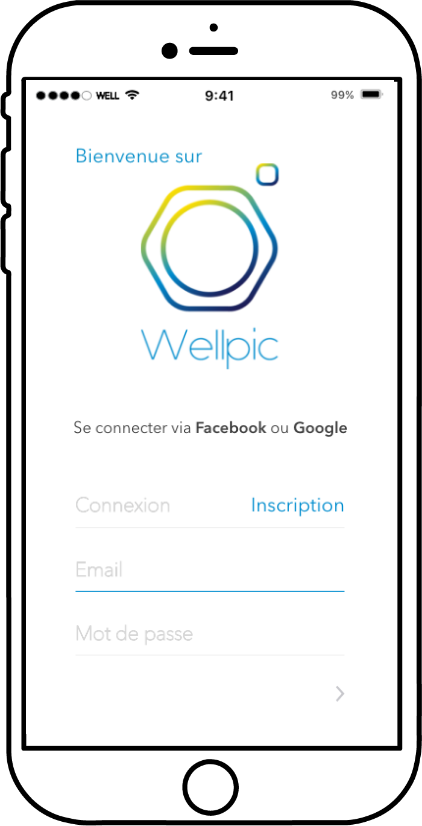 WELL 9:41 99%
Bienvenue sur
Wellpic
Se connecter via Facebook ou Google
Connexion Inscription
Email
Mot de passe